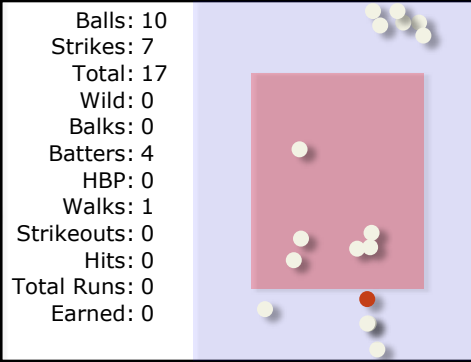 Balls: 10
Strikes: 7
Total: 17
Wild: 0
Balks: 0
Batters: 4
HBP: 0
Walks: 1
Strikeouts: 0
Hits: 0
Total Runs: 0
Earned: 0